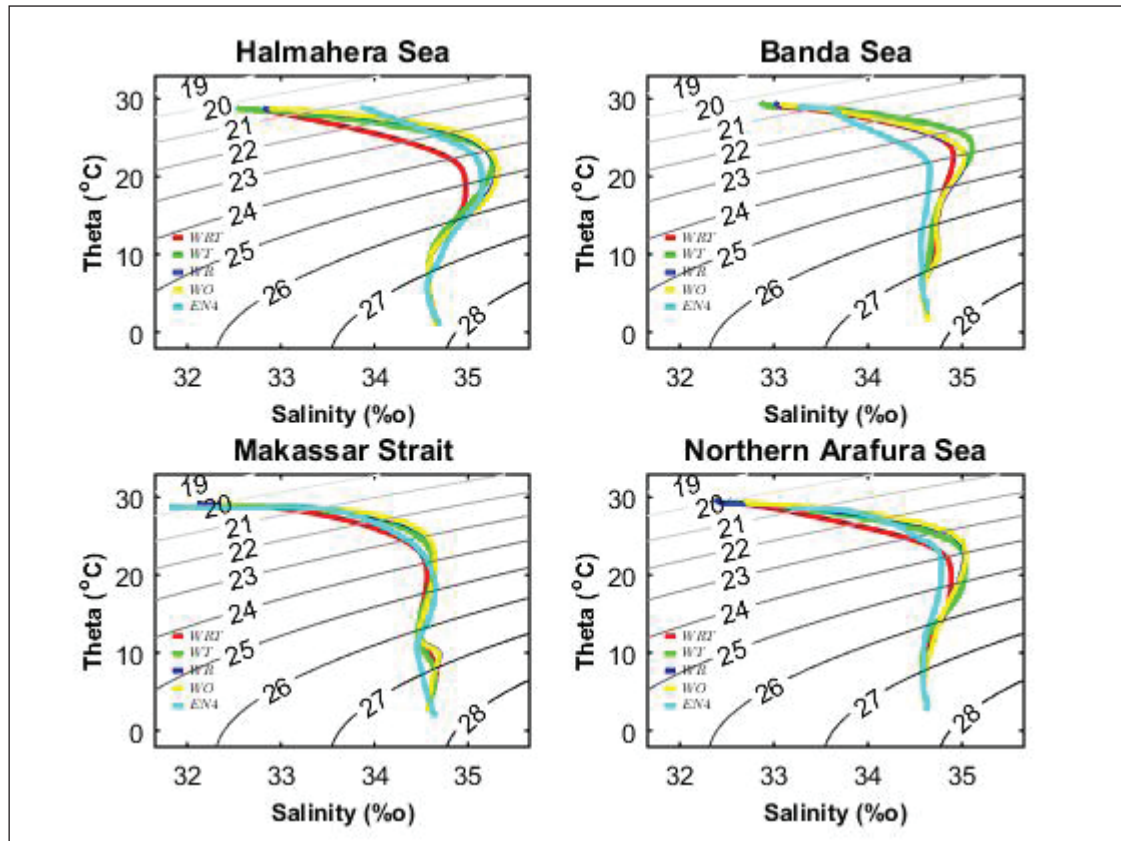 Halmahera Sea
30
20
10
0
Theta (°C)
19
20
21
22
23
24
25
26
27
28
WRT
WT
WR
WO
EN4
32 33 34 35
Salinity (‰)
Banda Sea
30
20
10
0
Theta (°C)
19
20
21
22
23
24
25
26
27
28
WRT
WT
WR
WO
EN4
32 33 34 35
Salinity (‰)
Makassar Strait
30
20
10
0
Theta (°C)
19
20
21
22
23
24
25
26
27
28
WRT
WT
WR
WO
EN4
32 33 34 35
Salinity (‰)
Northern Arafura Sea
30
20
10
0
Theta (°C)
19
20
21
22
23
24
25
26
27
28
WRT
WT
WR
WO
EN4
32 33 34 35
Salinity (‰)